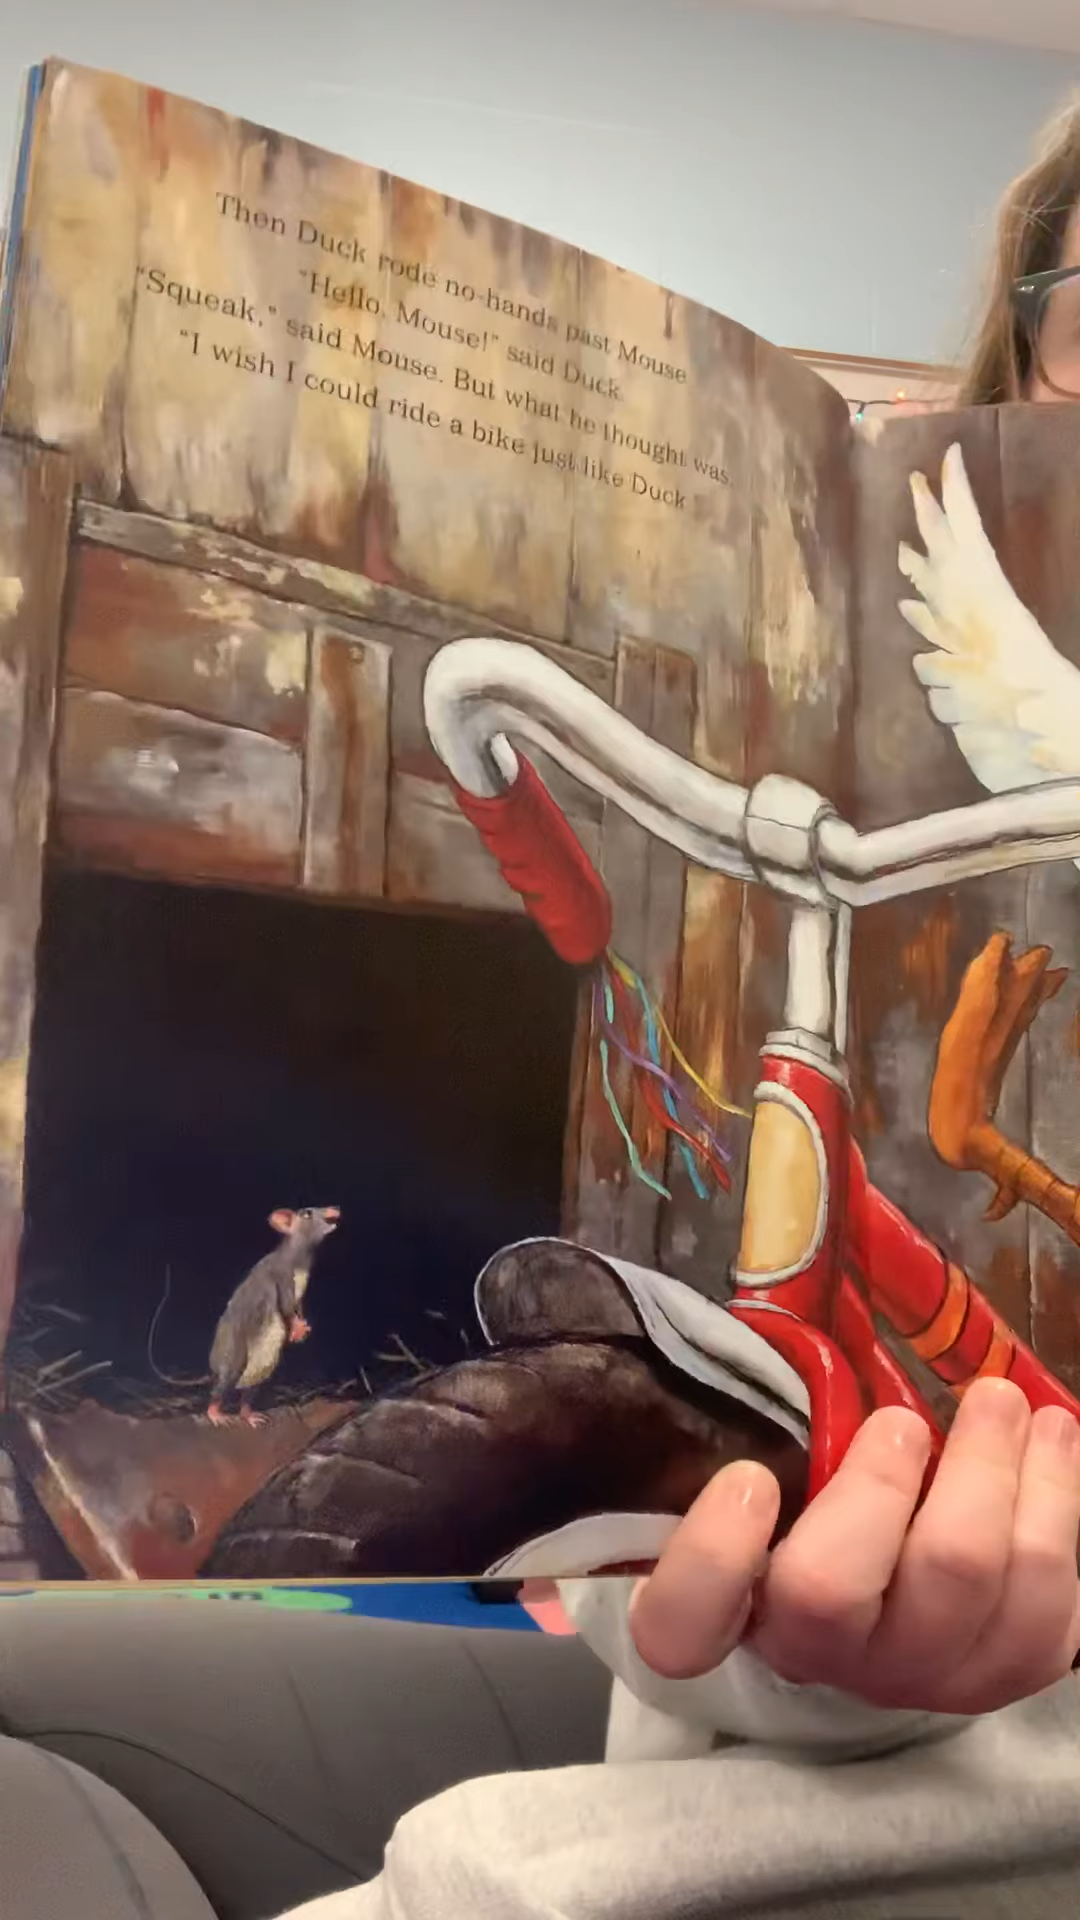 Then Duck rode no-hands past Mouse
"Hello, Mouse!" said Duck.
"Squeak," said Mouse. But what he thought was,
"I wish I could ride a bike just like Duck."